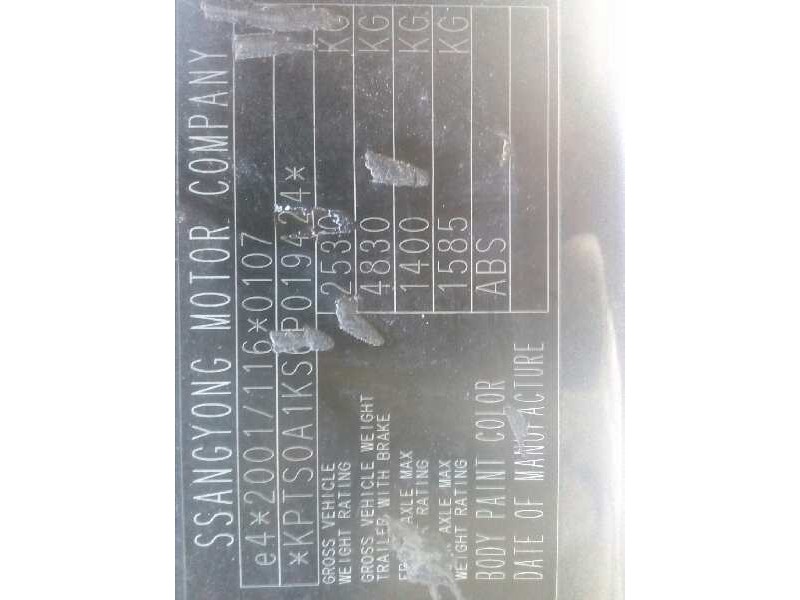 SSANGYONG MOTOR COMPANY
e4*2001/116*0107
*KPTS0A1KS6P019424*
GROSS VEHICLE
WEIGHT RATING 2530 KG
GROSS VEHICLE WEIGHT
TRAILER WITH BRAKE 4830 KG
AXLE MAX
RATING 1400 KG
AXLE MAX
WEIGHT RATING 1585 KG
BODY PAINT COLOR ABS
DATE OF MANUFACTURE